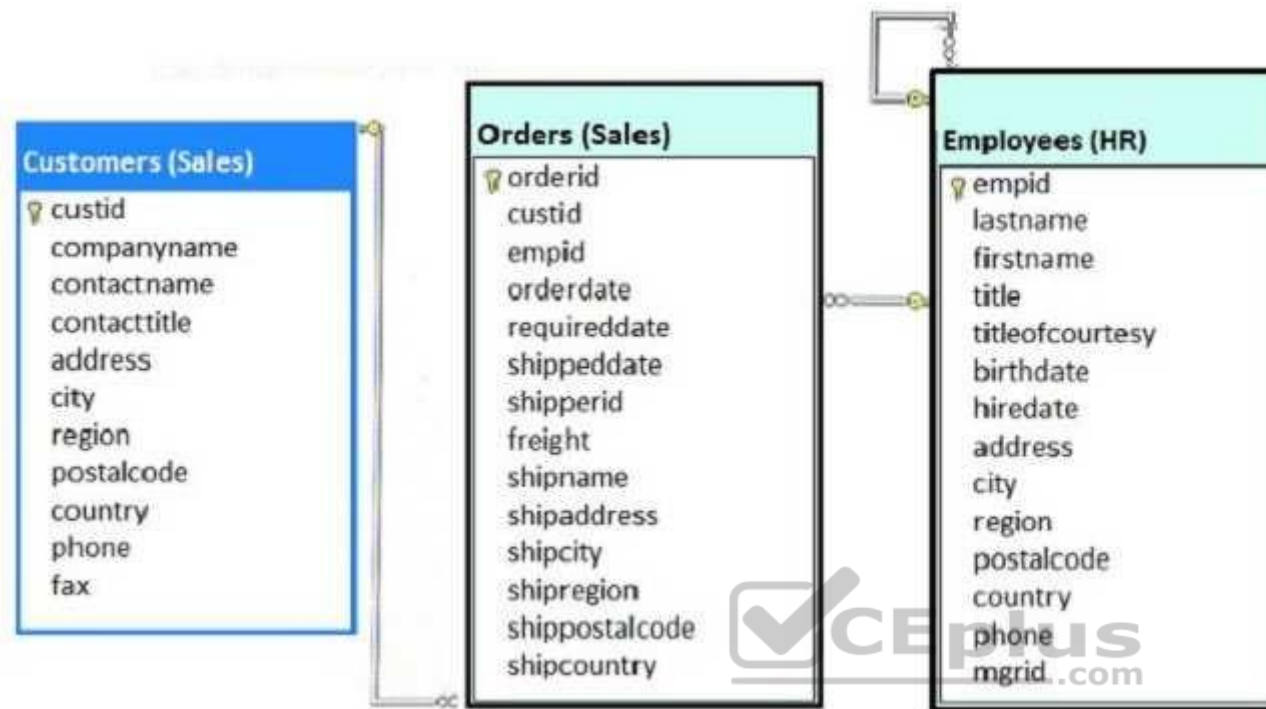 Customers (Sales)
custid
companyname
contactname
contacttitle
address
city
region
postalcode
country
phone
fax
Orders (Sales)
orderid
custid
empid
orderdate
requireddate
shippeddate
shipperid
freight
shipname
shipaddress
shipcity
shipregion
shippostalcode
shipcountry
Employees (HR)
empid
lastname
firstname
title
titleofcourtesy
birthdate
hiredate
address
city
region
postalcode
country
phone
mgrid
CEplus
.com